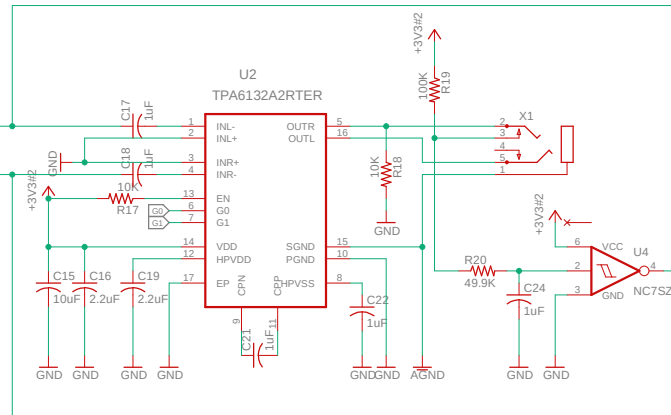 +3V3#2
100K
R19
U2
TPA6132A2RTER
C17
1uF
1
INL-
2
INL+
3
INR+
4
INR-
13
EN
6
G0
7
G1
14
VDD
12
HPVDD
17
EP
OUTR
5
OUTL
16
SGND
15
PGND
10
HPVSS
8
CPN
9
CPP
11
GND
C18
1uF
+3V3#2
10K
R17
G0
G1
C15
10uF
C16
2.2uF
C19
2.2uF
C21
1uF
C22
1uF
10K
R18
GND
X1
2
3
4
5
1
+3V3#2
R20
49.9K
C24
1uF
6
VCC
2
3
GND
U4
4
NC7SZ
GND
GND
GND
GND
GND
GND
AGND
GND
GND